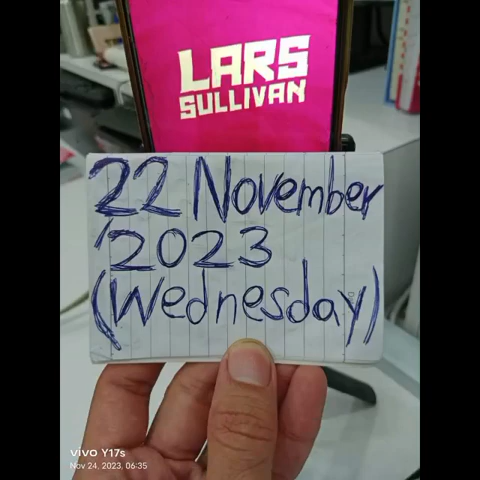 LARS
SULLIVAN
22 November
'2023
(Wednesday)
vivo Y17s
Nov 24, 2023, 06:35